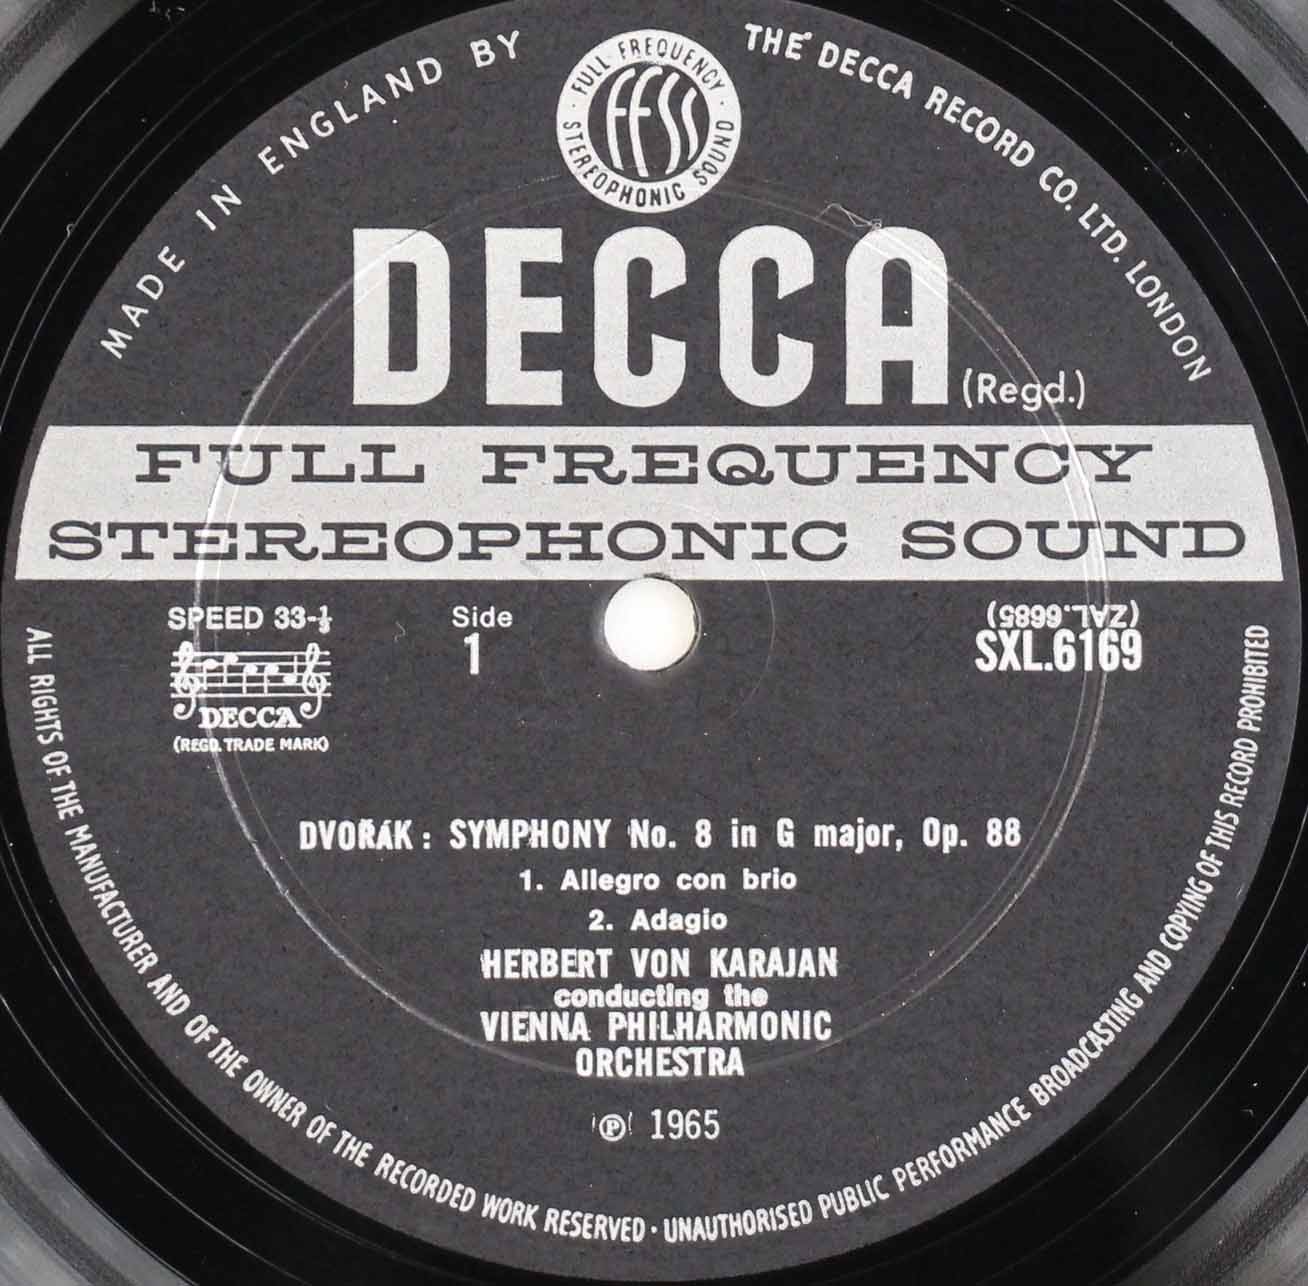 MADE IN ENGLAND BY
THE DECCA RECORD CO. LTD. LONDON
FULL FREQUENCY
FFSS
STEREOPHONIC SOUND
DECCA
(Regd.)
FULL FREQUENCY
STEREOPHONIC SOUND
SPEED 33-⅓
DECCA
(REGD. TRADE MARK)
Side
1
(ZAL.6685)
SXL.6169
DVOŘÁK: SYMPHONY No. 8 in G major, Op. 88
1. Allegro con brio
2. Adagio
HERBERT VON KARAJAN
conducting the
VIENNA PHILHARMONIC
ORCHESTRA
℗ 1965
ALL RIGHTS OF THE MANUFACTURER AND OF THE OWNER OF THE RECORDED WORK RESERVED · UNAUTHORISED PUBLIC PERFORMANCE BROADCASTING AND COPYING OF THIS RECORD PROHIBITED